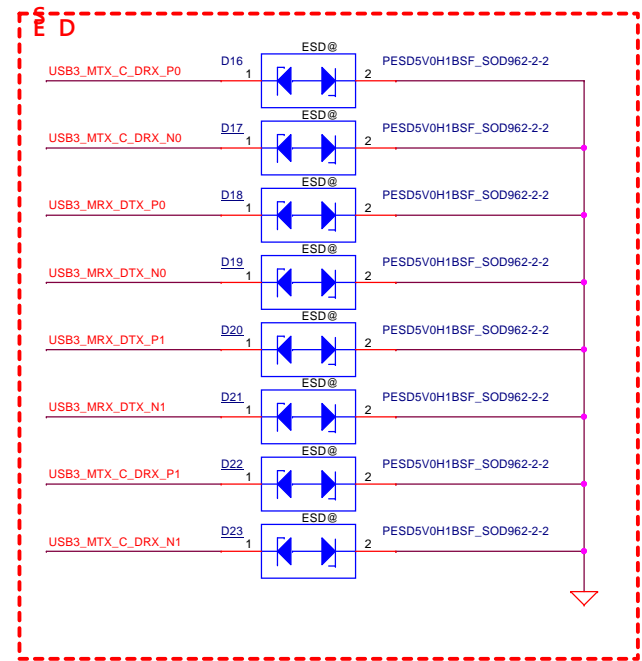 ESD
ESD@
USB3_MTX_C_DRX_P0 D16 1 2 PESD5V0H1BSF_SOD962-2-2
ESD@
USB3_MTX_C_DRX_N0 D17 1 2 PESD5V0H1BSF_SOD962-2-2
ESD@
USB3_MRX_DTX_P0 D18 1 2 PESD5V0H1BSF_SOD962-2-2
ESD@
USB3_MRX_DTX_N0 D19 1 2 PESD5V0H1BSF_SOD962-2-2
ESD@
USB3_MRX_DTX_P1 D20 1 2 PESD5V0H1BSF_SOD962-2-2
ESD@
USB3_MRX_DTX_N1 D21 1 2 PESD5V0H1BSF_SOD962-2-2
ESD@
USB3_MTX_C_DRX_P1 D22 1 2 PESD5V0H1BSF_SOD962-2-2
ESD@
USB3_MTX_C_DRX_N1 D23 1 2 PESD5V0H1BSF_SOD962-2-2